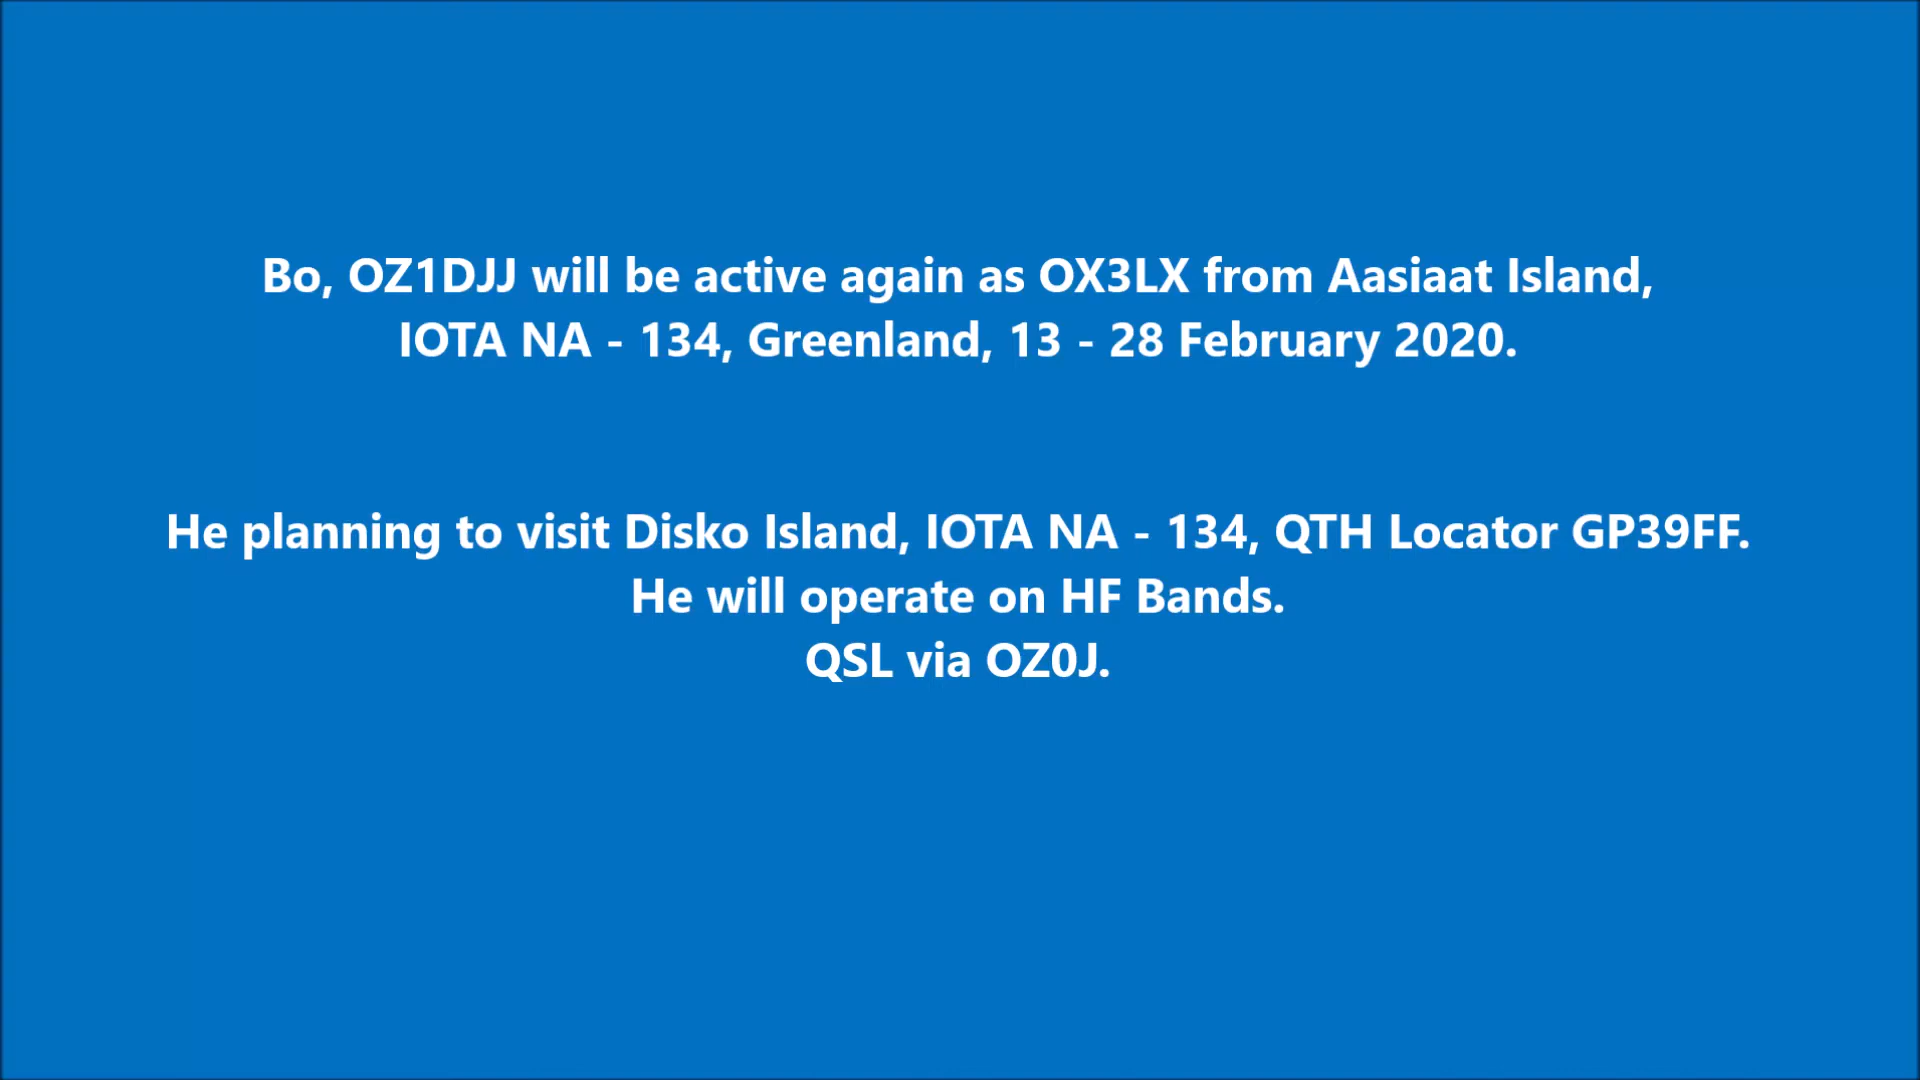 Bo, OZ1DJJ will be active again as OX3LX from Aasiaat Island,
IOTA NA - 134, Greenland, 13 - 28 February 2020.
He planning to visit Disko Island, IOTA NA - 134, QTH Locator GP39FF.
He will operate on HF Bands.
QSL via OZ0J.